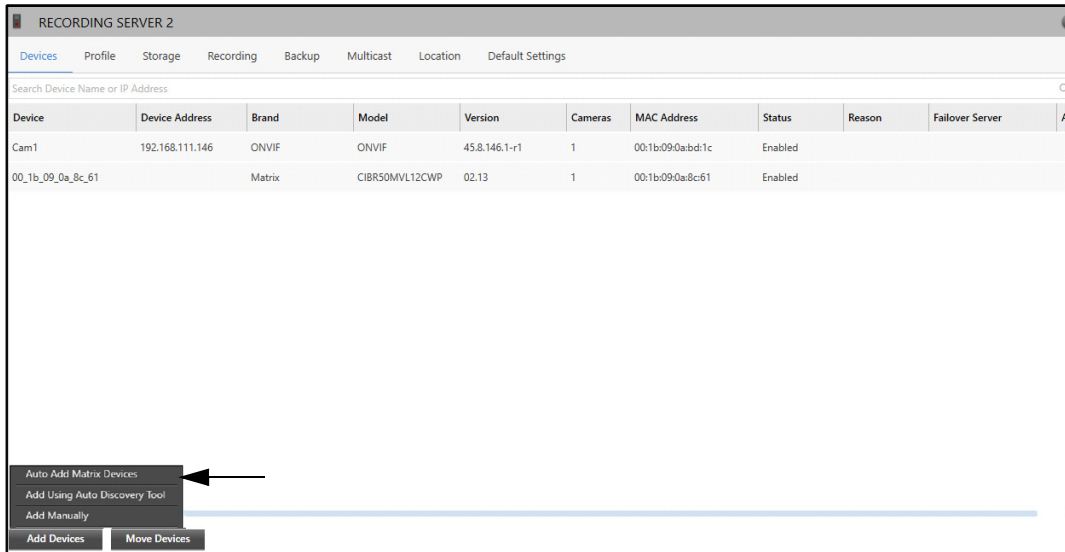 RECORDING SERVER 2
Devices Profile Storage Recording Backup Multicast Location Default Settings
Search Device Name or IP Address
Device Device Address Brand Model Version Cameras MAC Address Status Reason Failover Server
Cam1 192.168.111.146 ONVIF ONVIF 45.8.146.1-r1 1 00:1b:09:0a:bd:1c Enabled
00_1b_09_0a_8c_61 Matrix CIBR50MVL12CWP 02.13 1 00:1b:09:0a:8c:61 Enabled
Auto Add Matrix Devices
Add Using Auto Discovery Tool
Add Manually
Add Devices Move Devices